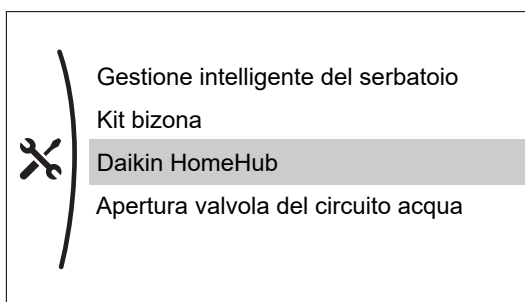 Gestione intelligente del serbatoio
Kit bizona
Daikin HomeHub
Apertura valvola del circuito acqua